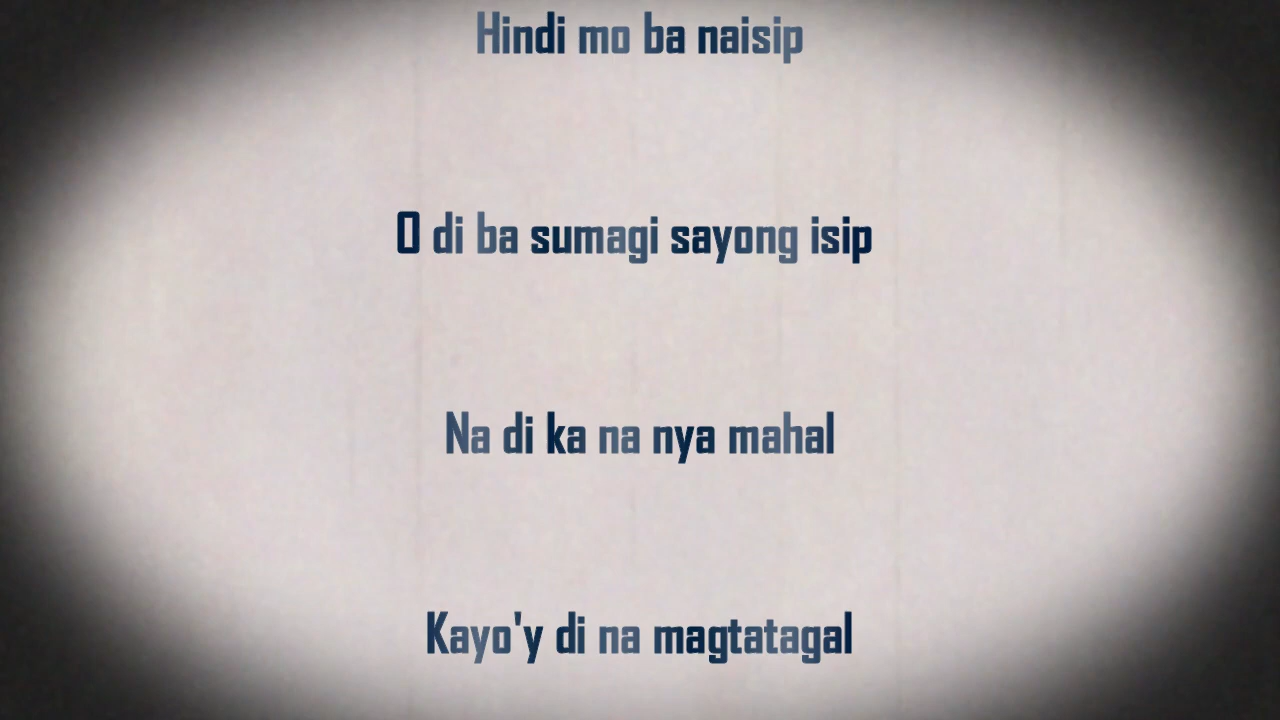 Hindi mo ba naisip
O di ba sumagi sayong isip
Na di ka na nya mahal
Kayo'y di na magtatagal